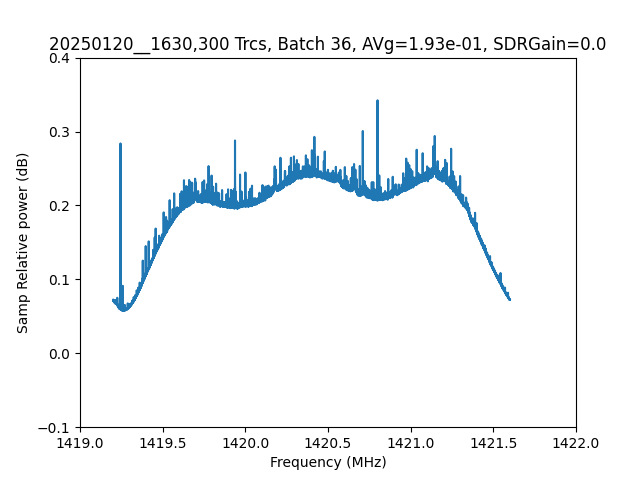 20250120__1630,300 Trcs, Batch 36, AVg=1.93e-01, SDRGain=0.0
0.4
0.3
0.2
0.1
0.0
−0.1
Samp Relative power (dB)
1419.0 1419.5 1420.0 1420.5 1421.0 1421.5 1422.0
Frequency (MHz)